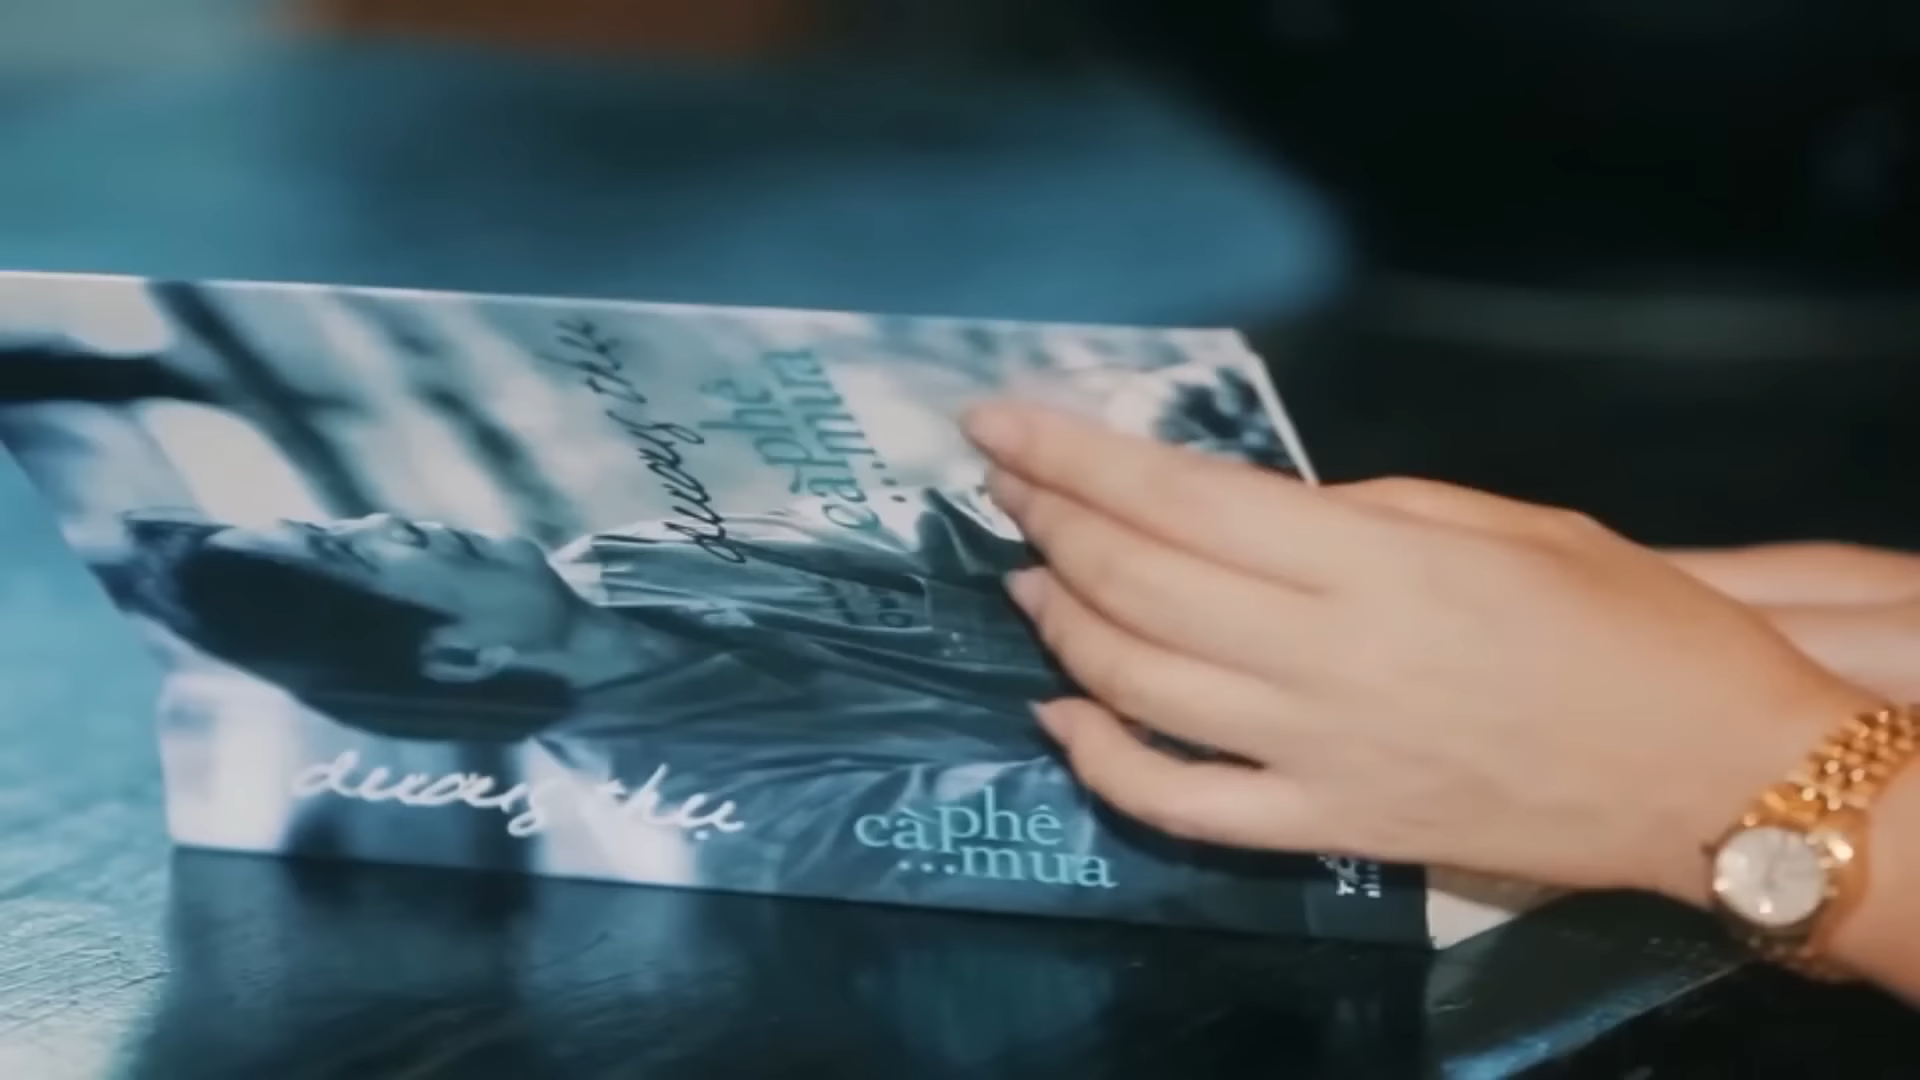 dương thụ
cà phê
...mưa
dương thụ
cà phê
...mưa